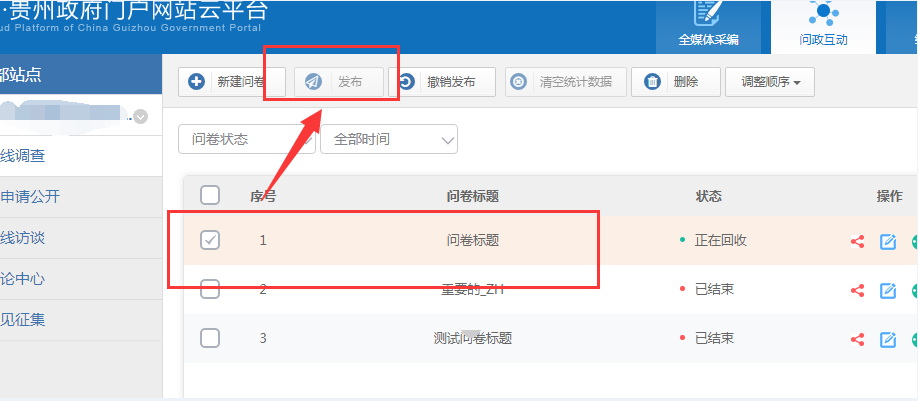 ·贵州政府门户网站云平台
ud Platform of China Guizhou Government Portal
全媒体采编
问政互动
部站点
新建问卷
发布
撤销发布
清空统计数据
删除
调整顺序
线调查
申请公开
线访谈
论中心
见征集
问卷状态
全部时间
序号 问卷标题 状态 操作
1 问卷标题 正在回收
2 重要的_ZH 已结束
3 测试问卷标题 已结束